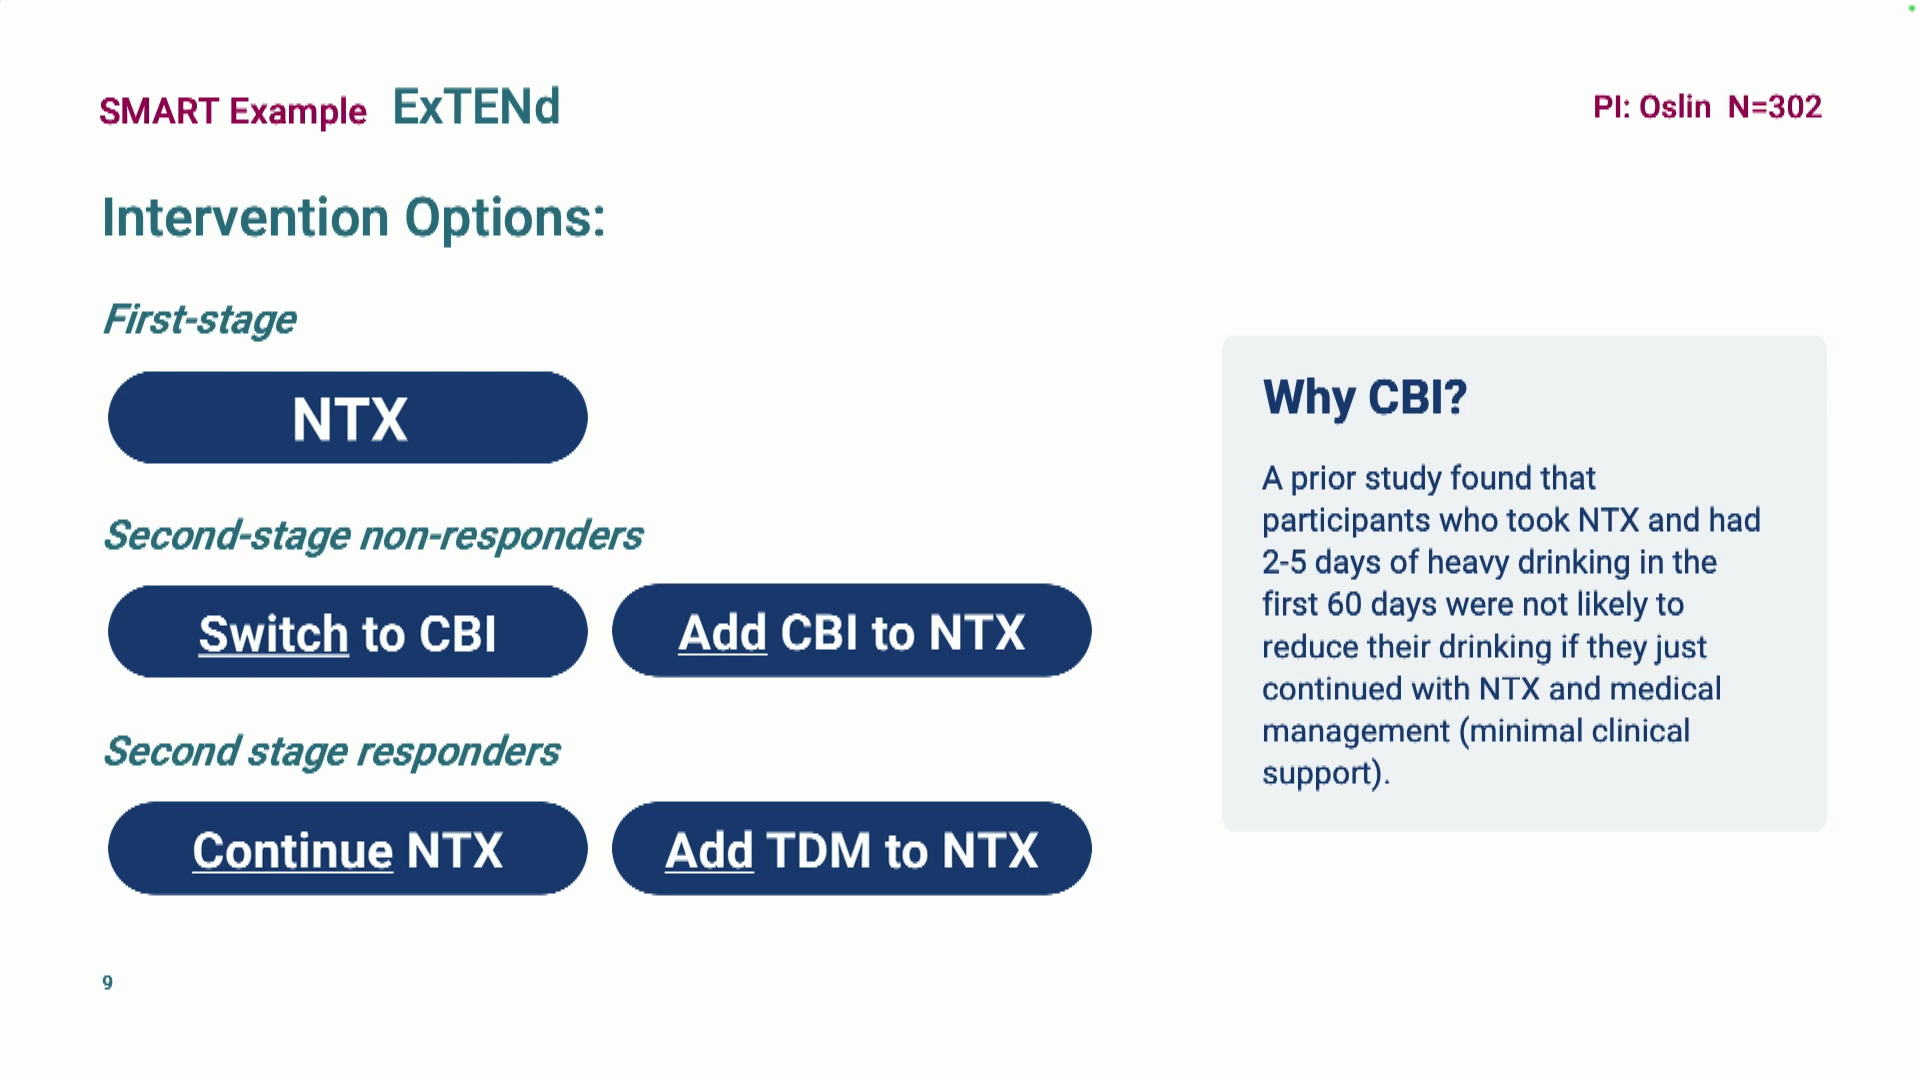 SMART Example ExTENd
PI: Oslin N=302
Intervention Options:
First-stage
NTX
Second-stage non-responders
Switch to CBI
Add CBI to NTX
Second stage responders
Continue NTX
Add TDM to NTX
Why CBI?
A prior study found that
participants who took NTX and had
2-5 days of heavy drinking in the
first 60 days were not likely to
reduce their drinking if they just
continued with NTX and medical
management (minimal clinical
support).
9